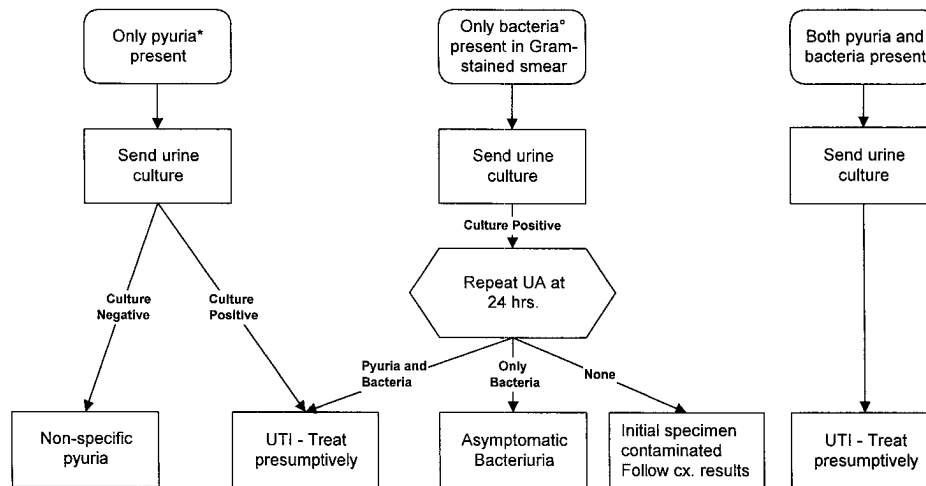 Only pyuria*
present
Only bacteria°
present in Gram-
stained smear
Both pyuria and
bacteria present
Send urine
culture
Send urine
culture
Send urine
culture
Culture Positive
Repeat UA at
24 hrs.
Culture
Negative
Culture
Positive
Pyuria and
Bacteria
Only
Bacteria
None
Non-specific
pyuria
UTI - Treat
presumptively
Asymptomatic
Bacteriuria
Initial specimen
contaminated
Follow cx. results
UTI - Treat
presumptively